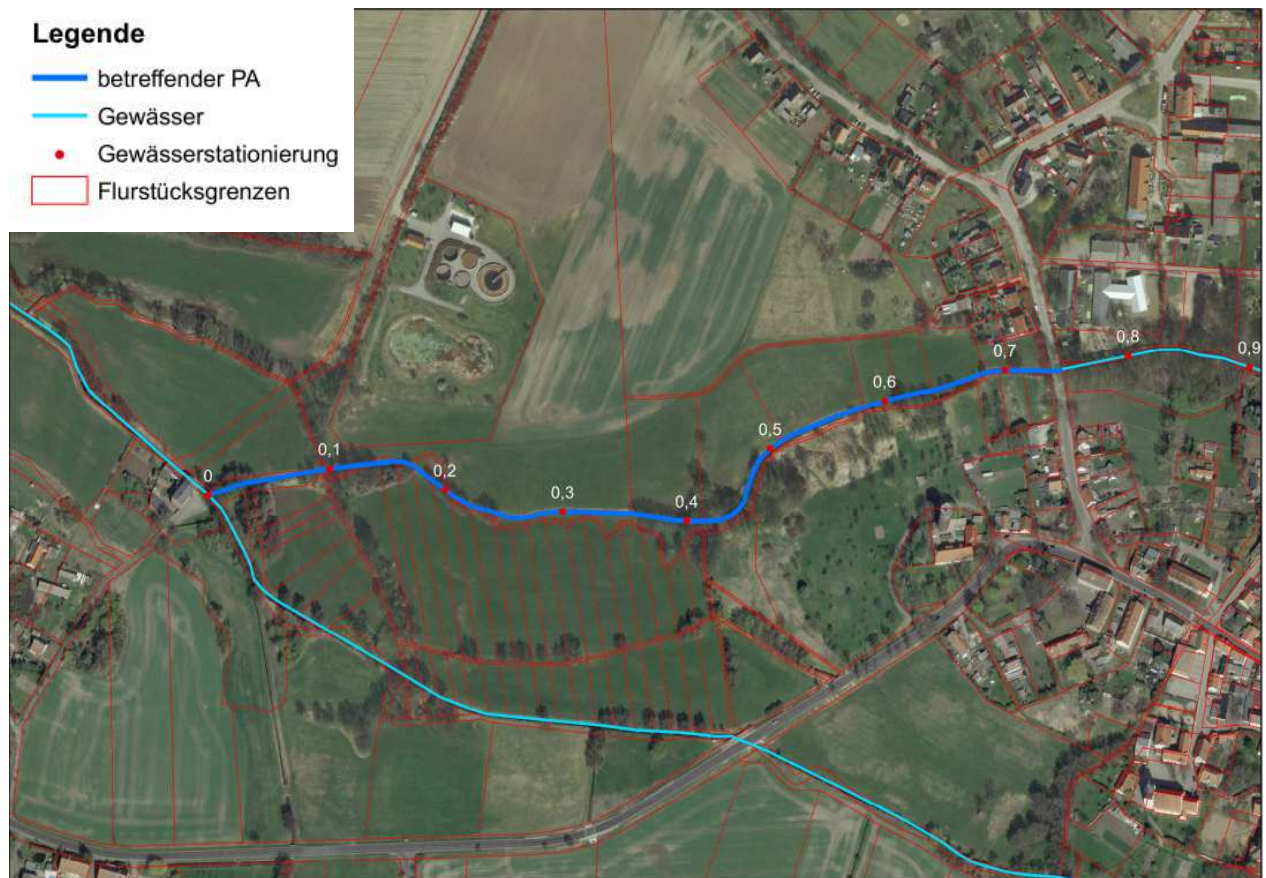 Legende
betreffender PA
Gewässer
Gewässerstationierung
Flurstücksgrenzen
0
0,1
0,2
0,3
0,4
0,5
0,6
0,7
0,8
0,9